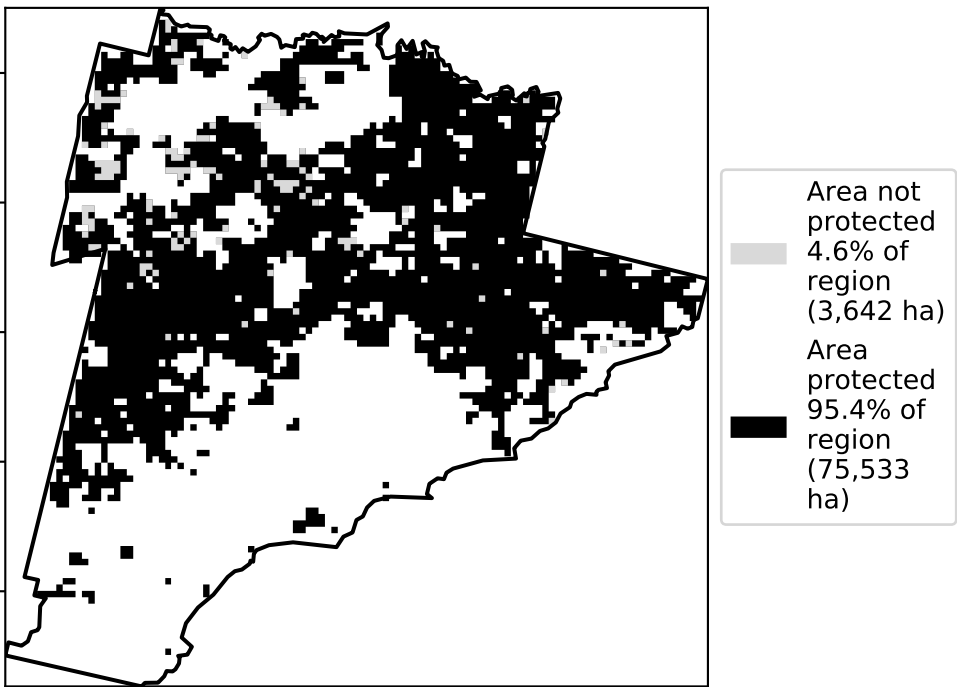 Area not
protected
4.6% of
region
(3,642 ha)
Area
protected
95.4% of
region
(75,533
ha)